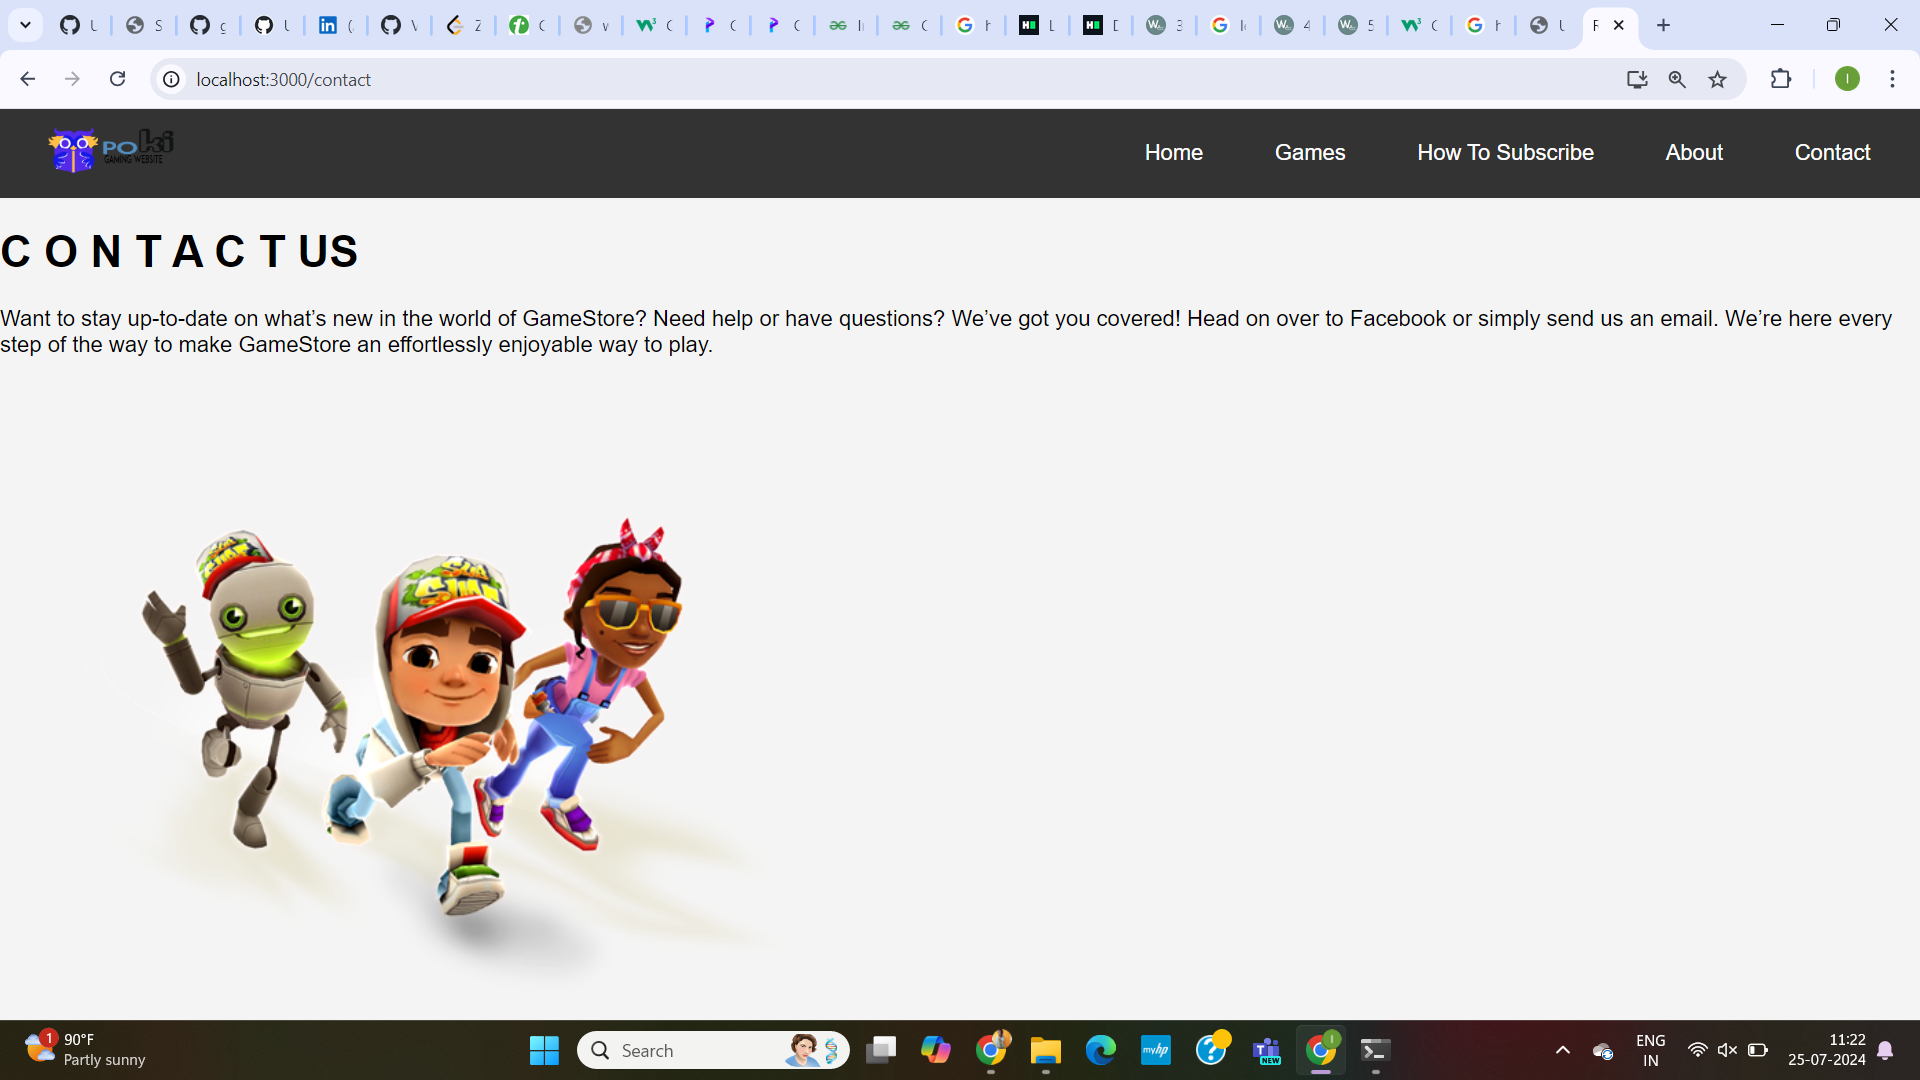 localhost:3000/contact
POki
GAMING WEBSITE
Home
Games
How To Subscribe
About
Contact
C O N T A C T US
Want to stay up-to-date on what’s new in the world of GameStore? Need help or have questions? We’ve got you covered! Head on over to Facebook or simply send us an email. We’re here every
step of the way to make GameStore an effortlessly enjoyable way to play.
1
90°F
Partly sunny
Search
myhp
NEW
ENG
IN
11:22
25-07-2024